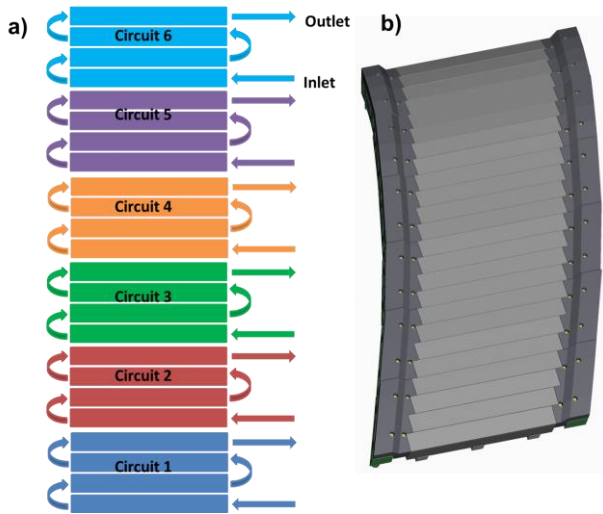 a)
b)
Circuit 6
Outlet
Inlet
Circuit 5
Circuit 4
Circuit 3
Circuit 2
Circuit 1